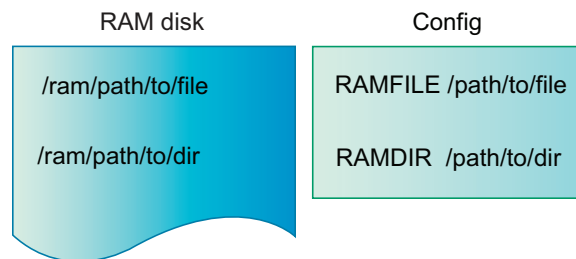 RAM disk
/ram/path/to/file
/ram/path/to/dir
Config
RAMFILE /path/to/file
RAMDIR /path/to/dir